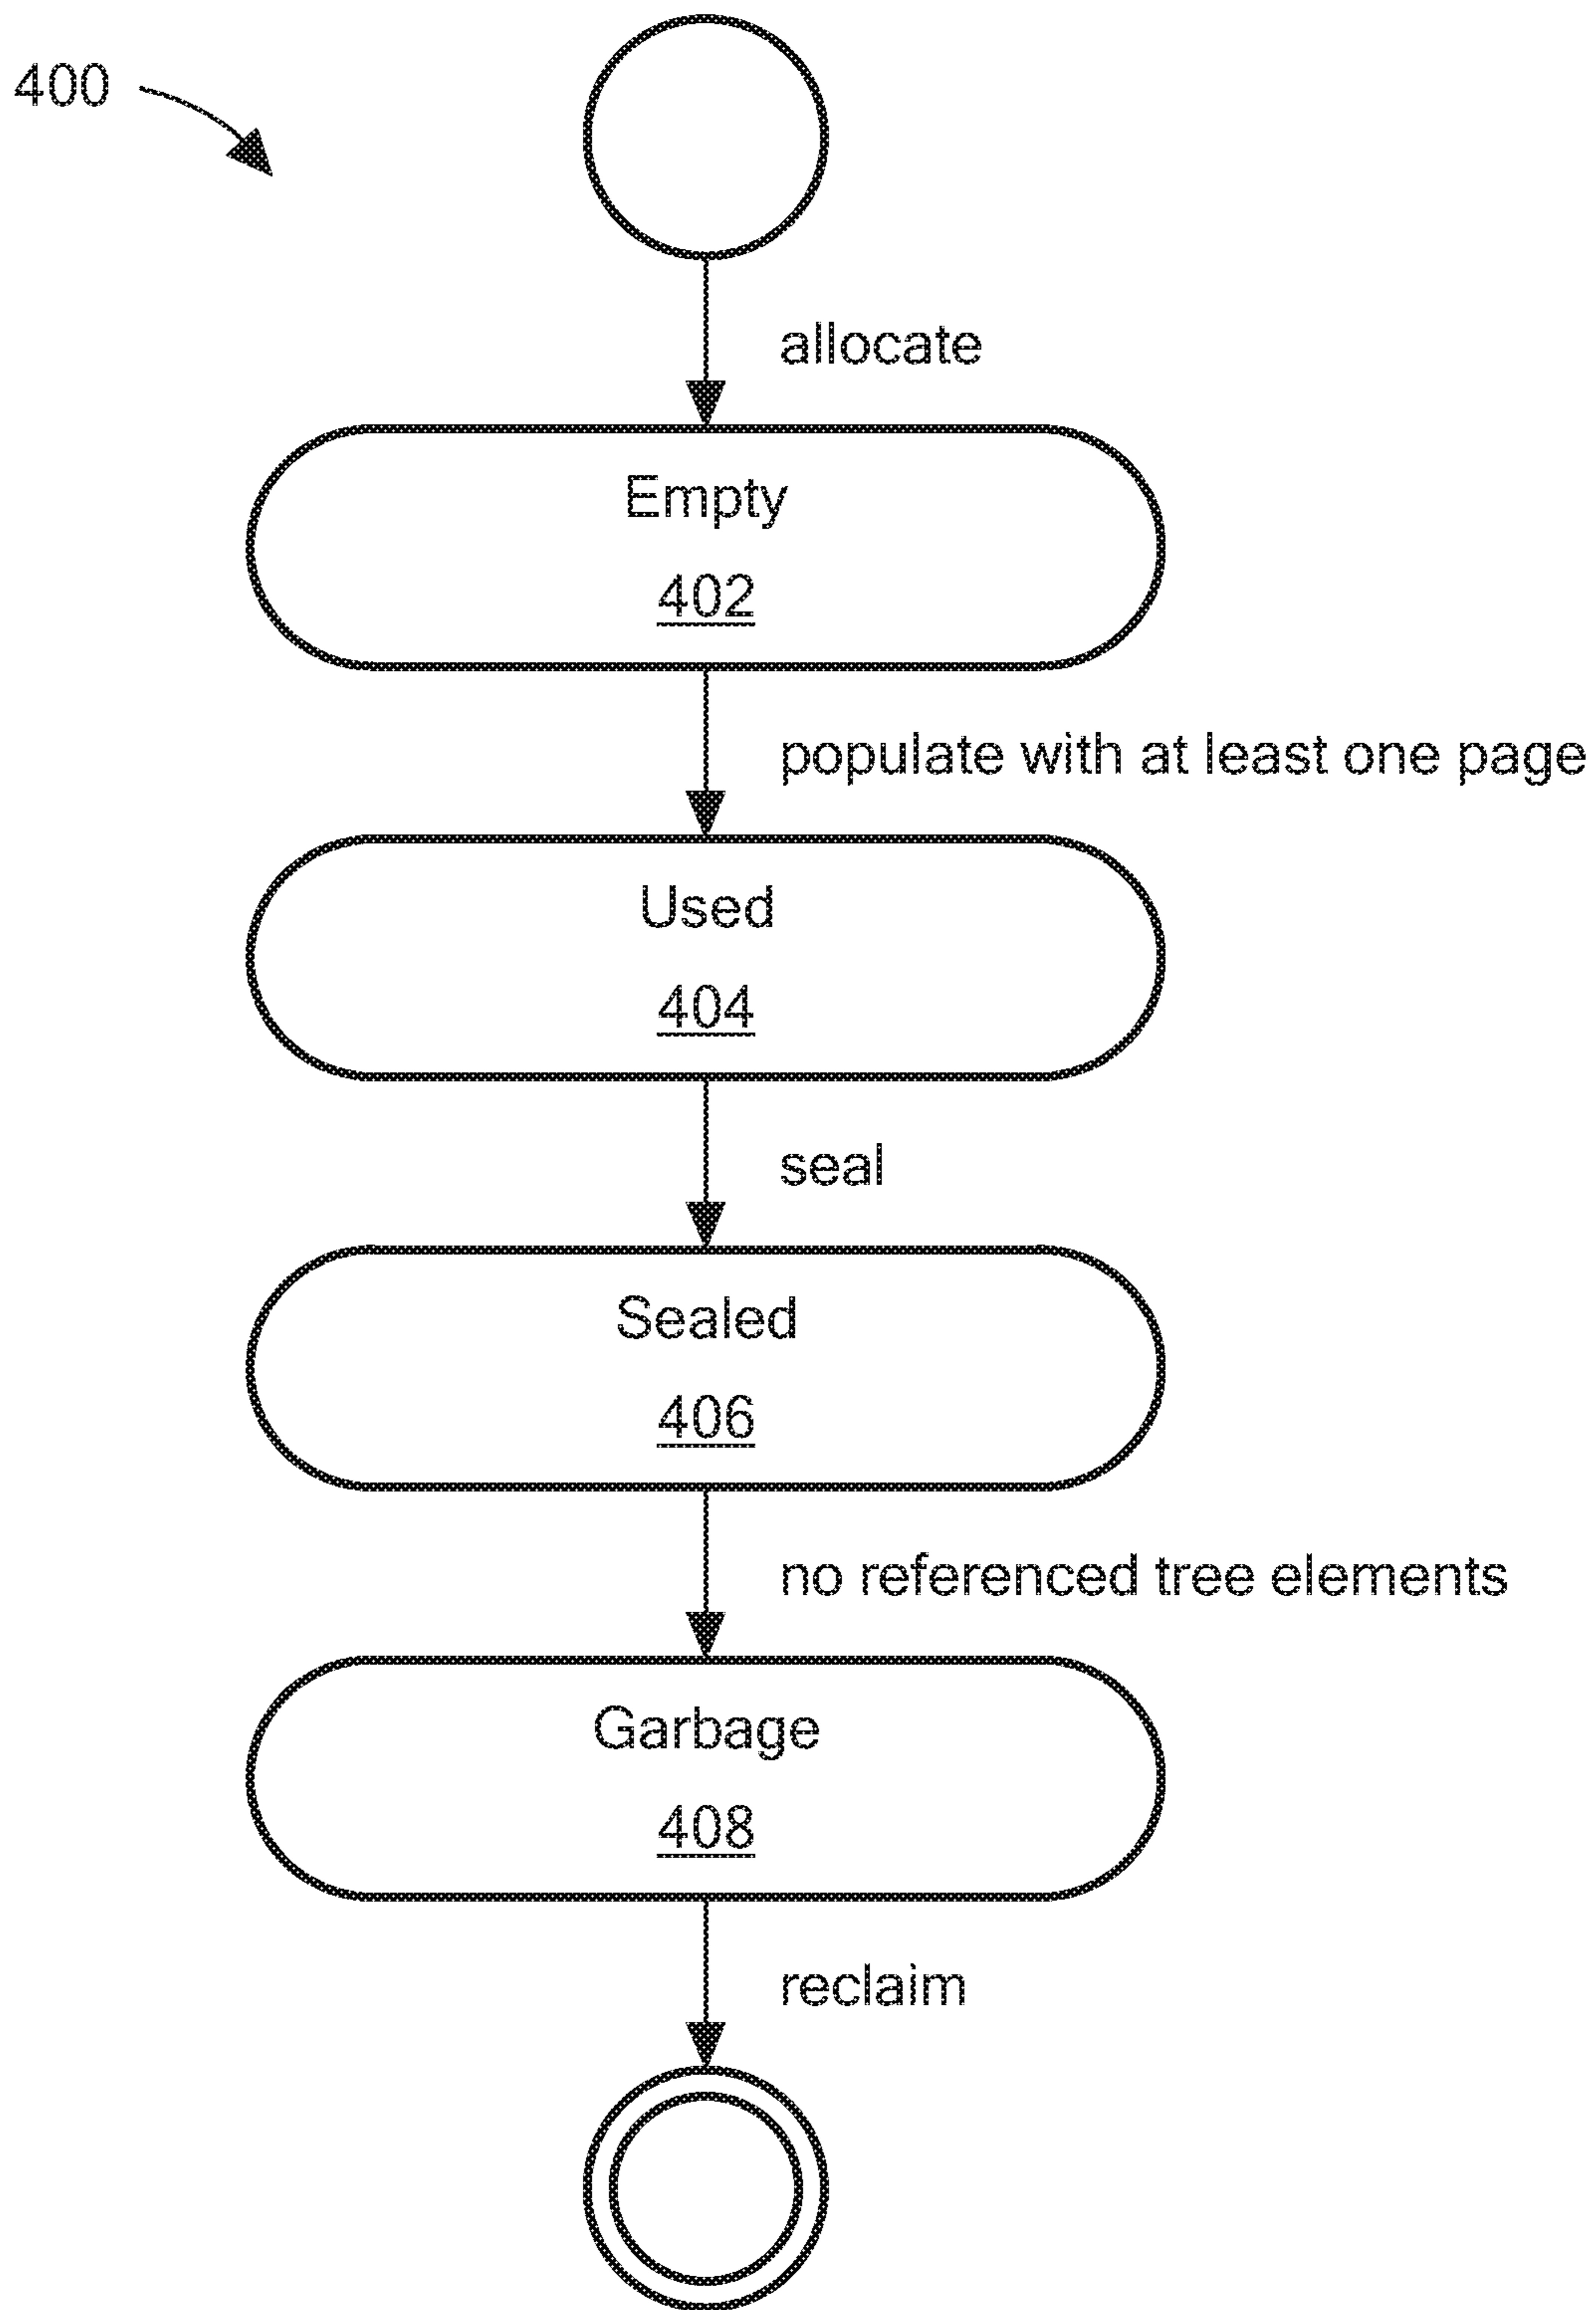 400
allocate
Empty
402
populate with at least one page
Used
404
seal
Sealed
406
no referenced tree elements
Garbage
408
reclaim